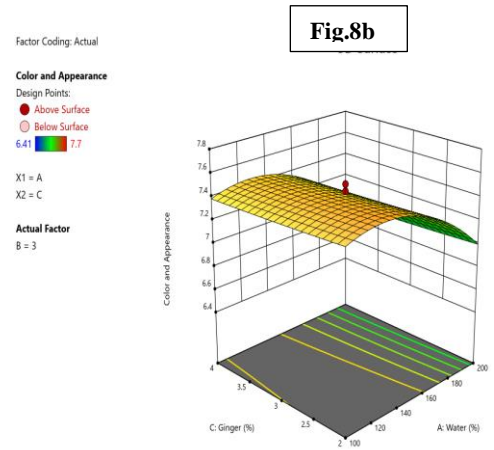 Fig.8b
Factor Coding: Actual
Color and Appearance
Design Points:
Above Surface
Below Surface
6.41 7.7
X1 = A
X2 = C
Actual Factor
B = 3
Color and Appearance
7.8
7.6
7.4
7.2
7
6.8
6.6
6.4
4
3.5
3
2.5
2
C: Ginger (%)
100
120
140
160
180
200
A: Water (%)